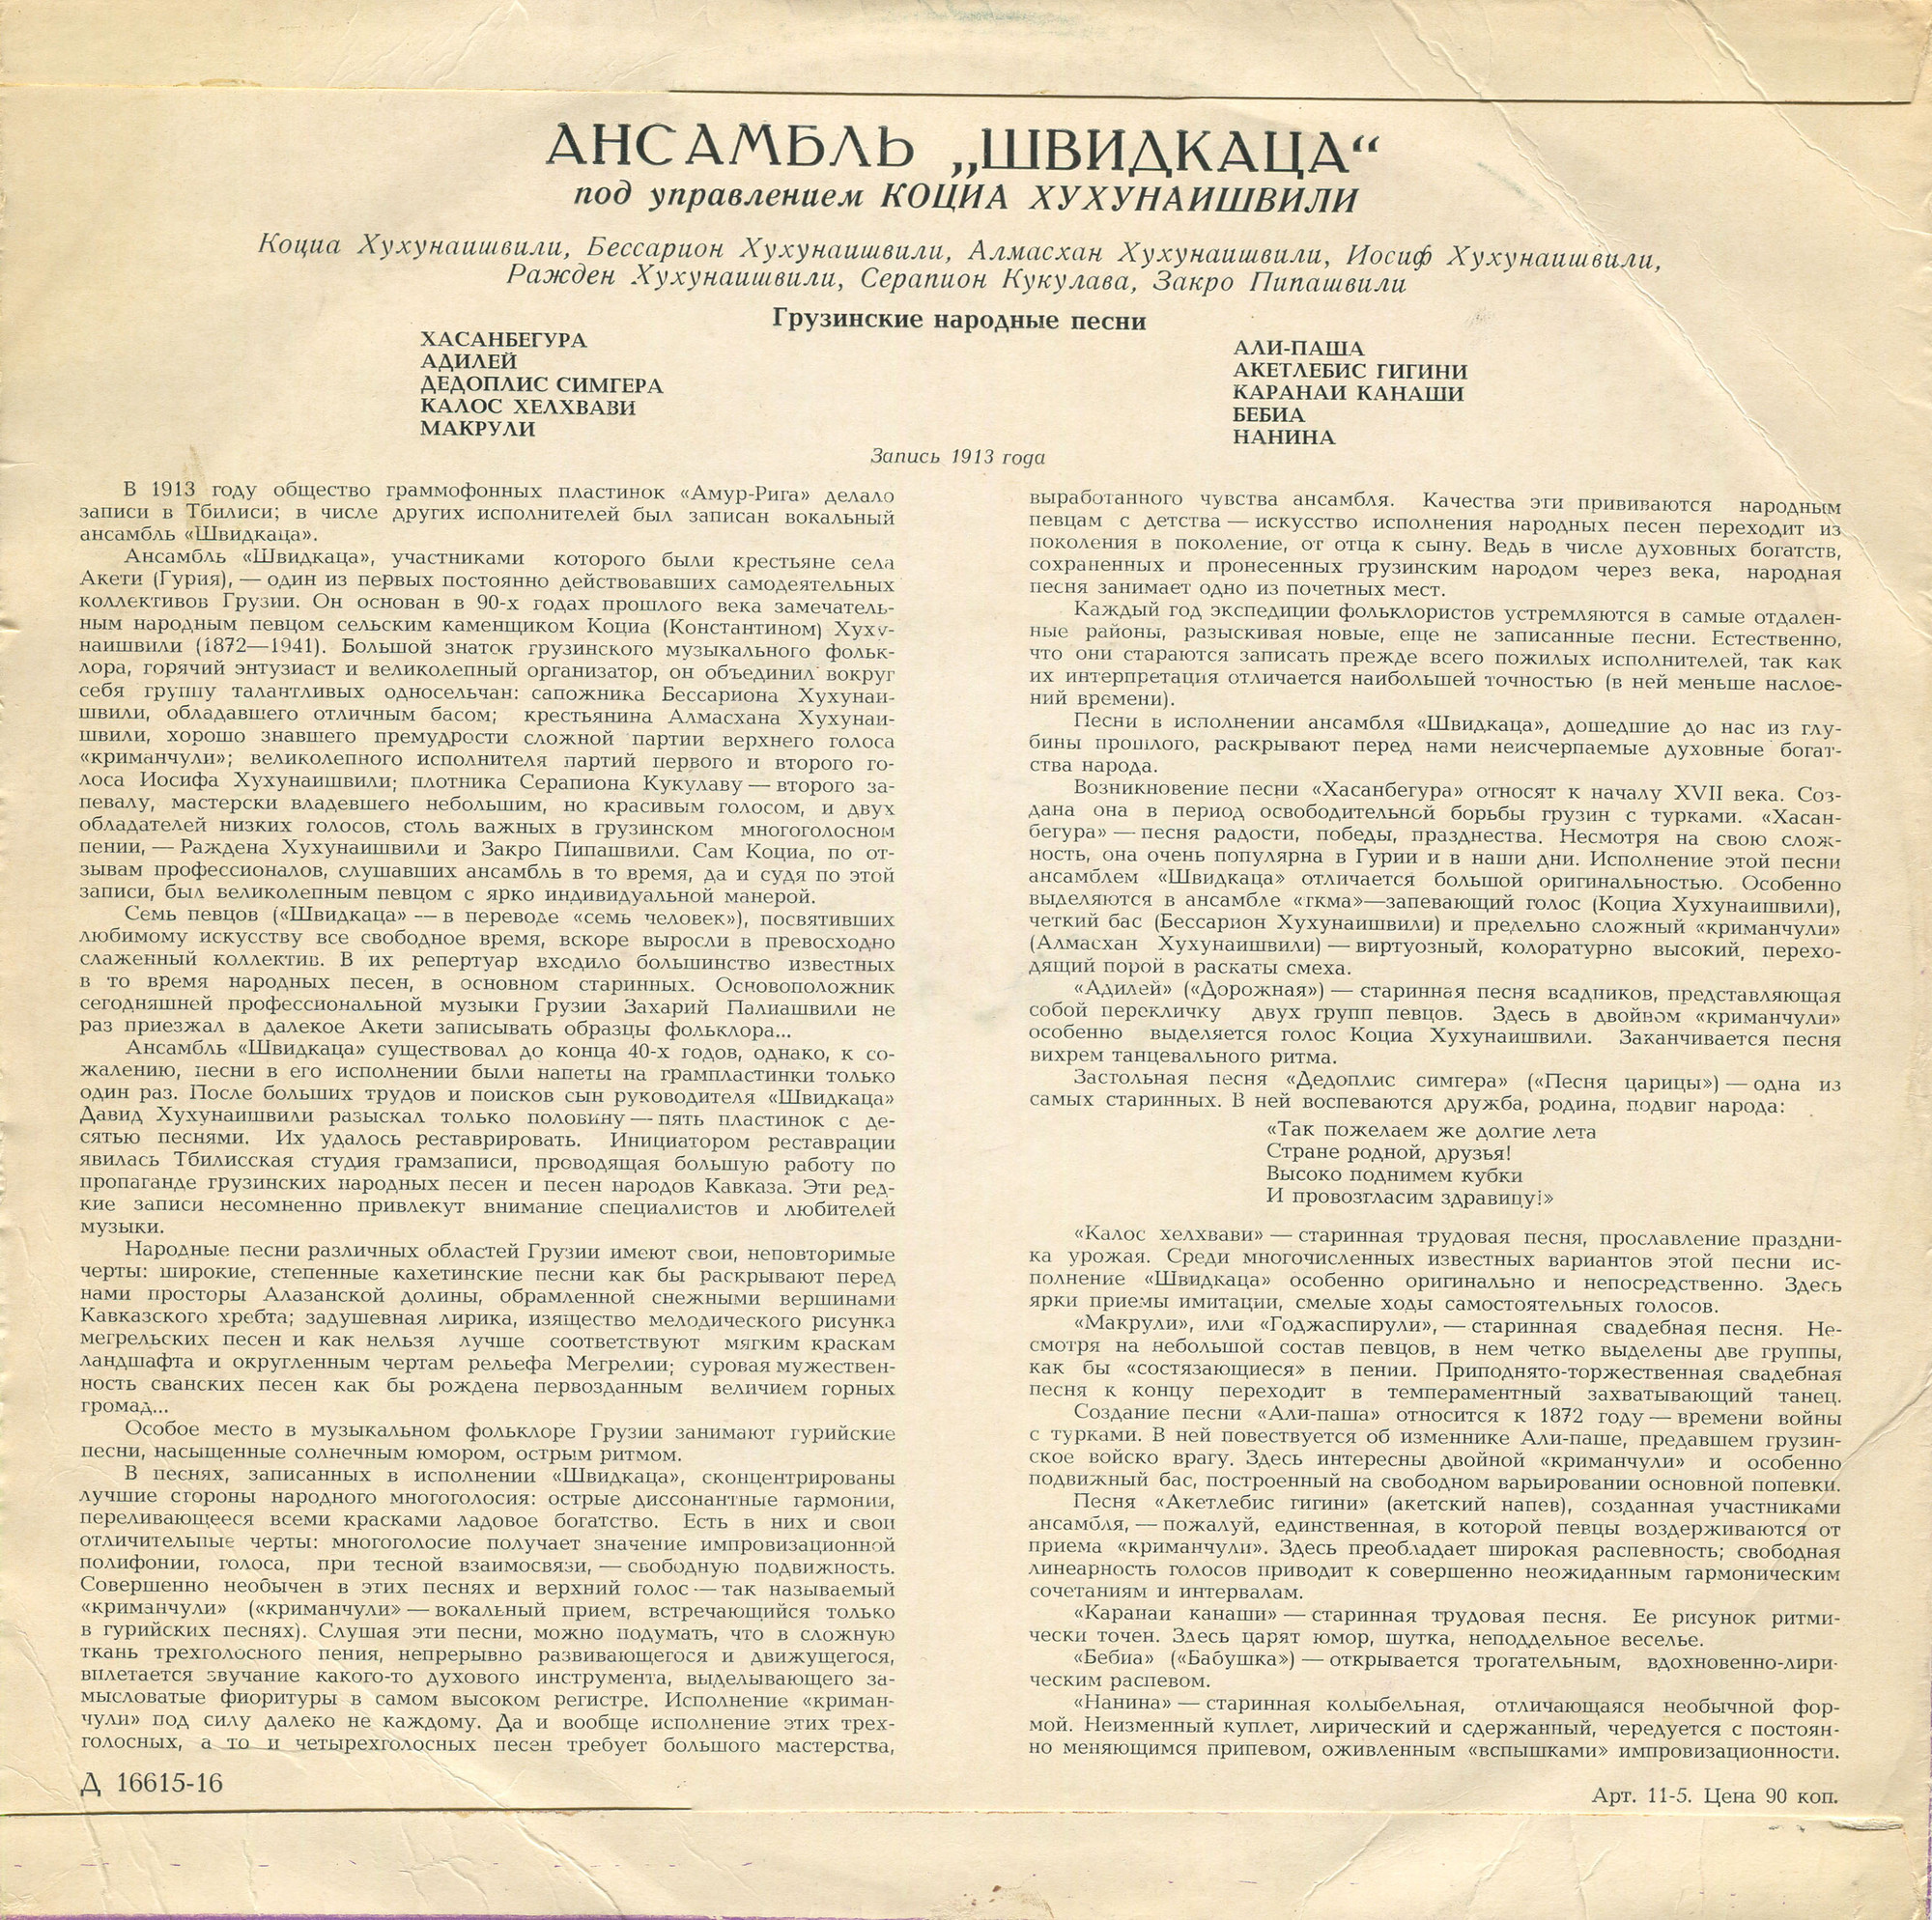 АНСАМБЛЬ „ШВИДКАЦА“
под управлением КОЦИА ХУХУНАИШВИЛИ
Коциа Хухунаишвили, Бессарион Хухунаишвили, Алмасхан Хухунаишвили, Иосиф Хухунаишвили,
Ражден Хухунаишвили, Серапион Кукулава, Закро Пипашвили
Грузинские народные песни
ХАСАНБЕГУРА
АДИЛЕЙ
ДЕДОПЛИС СИМГЕРА
КАЛОС ХЕЛХВАВИ
МАКРУЛИ
АЛИ-ПАША
АКЕТЛЕБИС ГИГИНИ
КАРАНАИ КАНАШИ
БЕБИА
НАНИНА
Запись 1913 года
В 1913 году общество граммофонных пластинок «Амур-Рига» делало
записи в Тбилиси; в числе других исполнителей был записан вокальный
ансамбль «Швидкаца».
Ансамбль «Швидкаца», участниками которого были крестьяне села
Акети (Гурия), — один из первых постоянно действовавших самодеятельных
коллективов Грузии. Он основан в 90-х годах прошлого века замечатель-
ным народным певцом сельским каменщиком Коциа (Константином) Хуху-
наишвили (1872—1941). Большой знаток грузинского музыкального фольк-
лора, горячий энтузиаст и великолепный организатор, он объединил вокруг
себя группу талантливых односельчан: сапожника Бессариона Хухунаи-
швили, обладавшего отличным басом; крестьянина Алмасхана Хухунаи-
швили, хорошо знавшего премудрости сложной партии верхнего голоса
«криманчули»; великолепного исполнителя партий первого и второго го-
лоса Иосифа Хухунаишвили; плотника Серапиона Кукулаву — второго за-
певалу, мастерски владевшего небольшим, но красивым голосом, и двух
обладателей низких голосов, столь важных в грузинском многоголосном
пении, — Раждена Хухунаишвили и Закро Пипашвили. Сам Коциа, по от-
зывам профессионалов, слушавших ансамбль в то время, да и судя по этой
записи, был великолепным певцом с ярко индивидуальной манерой.
Семь певцов («Швидкаца» — в переводе «семь человек»), посвятивших
любимому искусству все свободное время, вскоре выросли в превосходно
слаженный коллектив. В их репертуар входило большинство известных
в то время народных песен, в основном старинных. Основоположник
сегодняшней профессиональной музыки Грузии Захарий Палиашвили не
раз приезжал в далекое Акети записывать образцы фольклора...
Ансамбль «Швидкаца» существовал до конца 40-х годов, однако, к со-
жалению, песни в его исполнении были напеты на грампластинки только
один раз. После больших трудов и поисков сын руководителя «Швидкаца»
Давид Хухунаишвили разыскал только половину — пять пластинок с де-
сятью песнями. Их удалось реставрировать. Инициатором реставрации
явилась Тбилисская студия грамзаписи, проводящая большую работу по
пропаганде грузинских народных песен и песен народов Кавказа. Эти ред-
кие записи несомненно привлекут внимание специалистов и любителей
музыки.
Народные песни различных областей Грузии имеют свои, неповторимые
черты: широкие, степенные кахетинские песни как бы раскрывают перед
нами просторы Алазанской долины, обрамленной снежными вершинами
Кавказского хребта; задушевная лирика, изящество мелодического рисунка
мегрельских песен и как нельзя лучше соответствуют мягким краскам
ландшафта и округленным чертам рельефа Мегрелии; суровая мужествен-
ность сванских песен как бы рождена первозданным величием горных
громад...
Особое место в музыкальном фольклоре Грузии занимают гурийские
песни, насыщенные солнечным юмором, острым ритмом.
В песнях, записанных в исполнении «Швидкаца», сконцентрированы
лучшие стороны народного многоголосия: острые диссонантные гармонии,
переливающееся всеми красками ладовое богатство. Есть в них и свои
отличительные черты: многоголосие получает значение импровизационной
полифонии, голоса, при тесной взаимосвязи, — свободную подвижность.
Совершенно необычен в этих песнях и верхний голос — так называемый
«криманчули» («криманчули» — вокальный прием, встречающийся только
в гурийских песнях). Слушая эти песни, можно подумать, что в сложную
ткань трехголосного пения, непрерывно развивающегося и движущегося,
вплетается звучание какого-то духового инструмента, выделывающего за-
мысловатые фиоритуры в самом высоком регистре. Исполнение «криман-
чули» под силу далеко не каждому. Да и вообще исполнение этих трех-
голосных, а то и четырехголосных песен требует большого мастерства,
Д 16615-16
выработанного чувства ансамбля. Качества эти прививаются народным
певцам с детства — искусство исполнения народных песен переходит из
поколения в поколение, от отца к сыну. Ведь в числе духовных богатств,
сохраненных и пронесенных грузинским народом через века, народная
песня занимает одно из почетных мест.
Каждый год экспедиции фольклористов устремляются в самые отдален-
ные районы, разыскивая новые, еще не записанные песни. Естественно,
что они стараются записать прежде всего пожилых исполнителей, так как
их интерпретация отличается наибольшей точностью (в ней меньше наслое-
ний времени).
Песни в исполнении ансамбля «Швидкаца», дошедшие до нас из глу-
бины прошлого, раскрывают перед нами неисчерпаемые духовные богат-
ства народа.
Возникновение песни «Хасанбегура» относят к началу XVII века. Соз-
дана она в период освободительной борьбы грузин с турками. «Хасан-
бегура» — песня радости, победы, празднества. Несмотря на свою слож-
ность, она очень популярна в Гурии и в наши дни. Исполнение этой песни
ансамблем «Швидкаца» отличается большой оригинальностью. Особенно
выделяются в ансамбле «гкма»—запевающий голос (Коциа Хухунаишвили),
четкий бас (Бессарион Хухунаишвили) и предельно сложный «криманчули»
(Алмасхан Хухунаишвили) — виртуозный, колоратурно высокий, перехо-
дящий порой в раскаты смеха.
«Адилей» («Дорожная») — старинная песня всадников, представляющая
собой перекличку двух групп певцов. Здесь в двойном «криманчули»
особенно выделяется голос Коциа Хухунаишвили. Заканчивается песня
вихрем танцевального ритма.
Застольная песня «Дедоплис симгера» («Песня царицы») — одна из
самых старинных. В ней воспеваются дружба, родина, подвиг народа:
«Так пожелаем же долгие лета
Стране родной, друзья!
Высоко поднимем кубки
И провозгласим здравицу!»
«Калос хелхвави» — старинная трудовая песня, прославление праздни-
ка урожая. Среди многочисленных известных вариантов этой песни ис-
полнение «Швидкаца» особенно оригинально и непосредственно. Здесь
ярки приемы имитации, смелые ходы самостоятельных голосов.
«Макрули», или «Годжаспирули», — старинная свадебная песня. Не-
смотря на небольшой состав певцов, в нем четко выделены две группы,
как бы «состязающиеся» в пении. Приподнято-торжественная свадебная
песня к концу переходит в темпераментный захватывающий танец.
Создание песни «Али-паша» относится к 1872 году — времени войны
с турками. В ней повествуется об изменнике Али-паше, предавшем грузин-
ское войско врагу. Здесь интересны двойной «криманчули» и особенно
подвижный бас, построенный на свободном варьировании основной попевки.
Песня «Акетлебис гигини» (акетский напев), созданная участниками
ансамбля, — пожалуй, единственная, в которой певцы воздерживаются от
приема «криманчули». Здесь преобладает широкая распевность; свободная
линеарность голосов приводит к совершенно неожиданным гармоническим
сочетаниям и интервалам.
«Каранаи канаши» — старинная трудовая песня. Ее рисунок ритми-
чески точен. Здесь царят юмор, шутка, неподдельное веселье.
«Бебиа» («Бабушка») — открывается трогательным, вдохновенно-лири-
ческим распевом.
«Нанина» — старинная колыбельная, отличающаяся необычной фор-
мой. Неизменный куплет, лирический и сдержанный, чередуется с постоян-
но меняющимся припевом, оживленным «вспышками» импровизационности.
Арт. 11-5. Цена 90 коп.